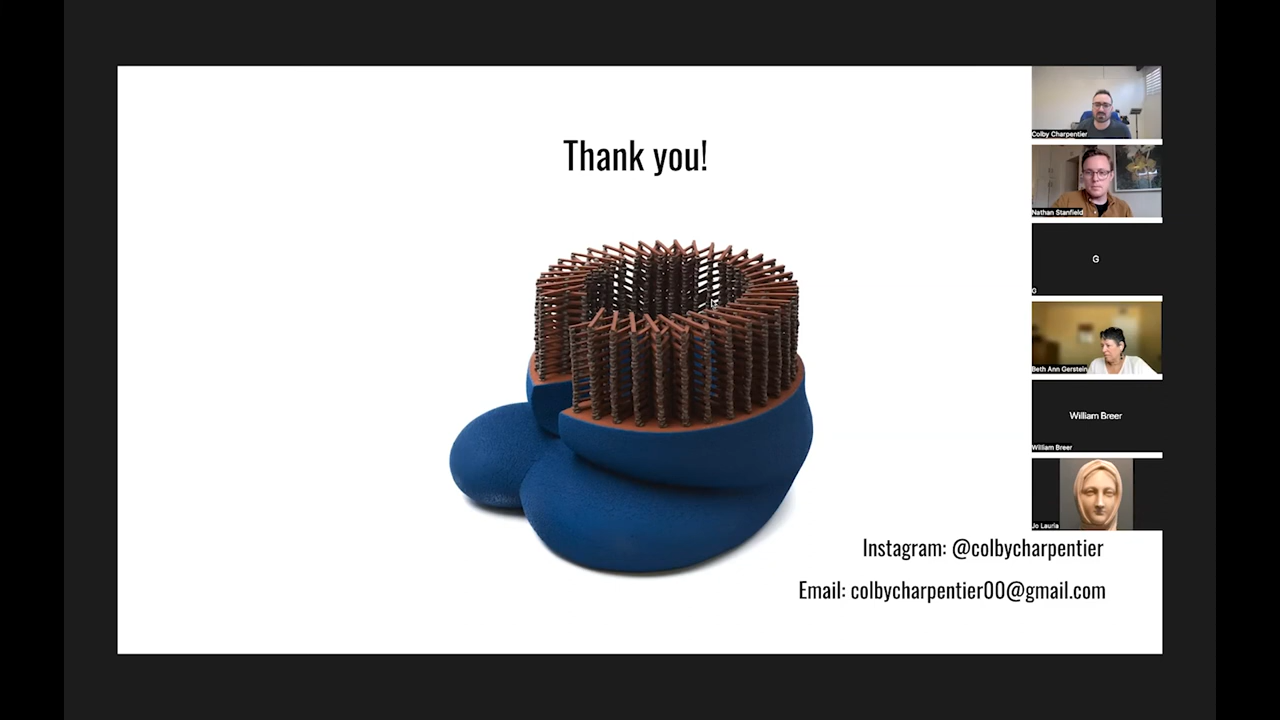 Thank you!
Colby Charpentier
Nathan Stanfield
G
G
Beth Ann Gerstein
William Breer
William Breer
Jo Lauria
Instagram: @colbycharpentier
Email: colbycharpentier00@gmail.com